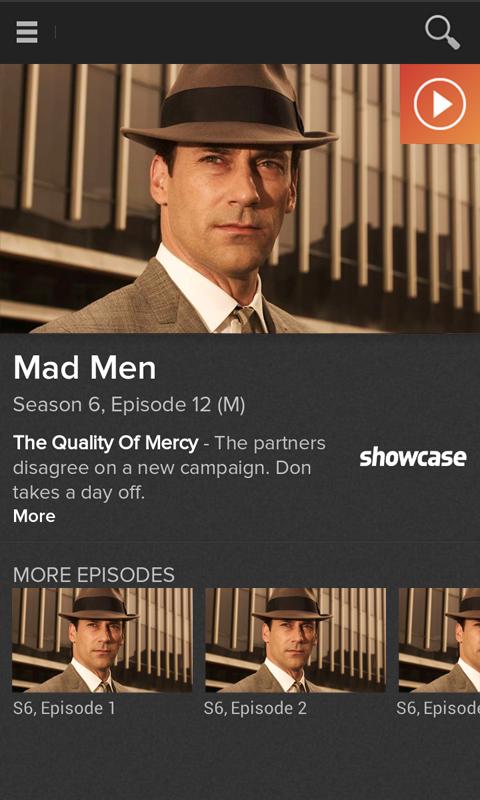 Mad Men
Season 6, Episode 12 (M)
The Quality Of Mercy - The partners
disagree on a new campaign. Don
takes a day off.
More
showcase
MORE EPISODES
S6, Episode 1
S6, Episode 2
S6, Episode